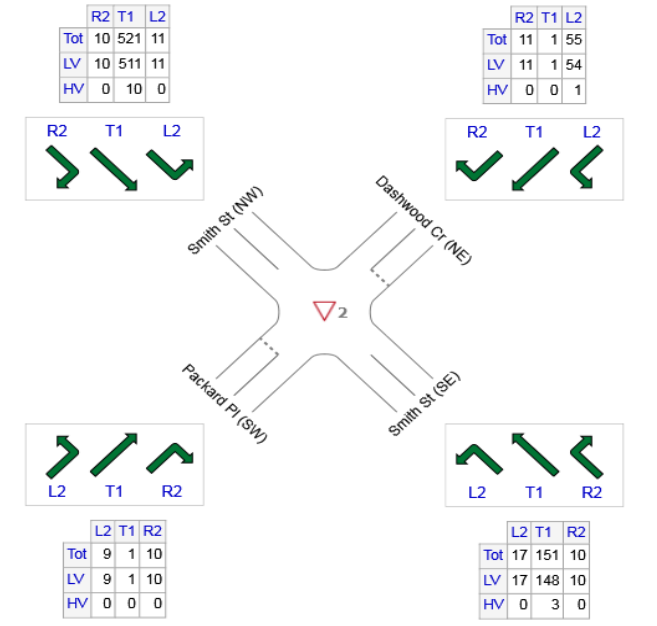 R2 T1 L2
Tot 10 521 11
LV 10 511 11
HV 0 10 0
R2 T1 L2
Tot 11 1 55
LV 11 1 54
HV 0 0 1
R2 T1 L2
R2 T1 L2
Smith St (NW)
Dashwood Cr (NE)
2
Packard Pl (SW)
Smith St (SE)
L2 T1 R2
L2 T1 R2
L2 T1 R2
Tot 9 1 10
LV 9 1 10
HV 0 0 0
L2 T1 R2
Tot 17 151 10
LV 17 148 10
HV 0 3 0